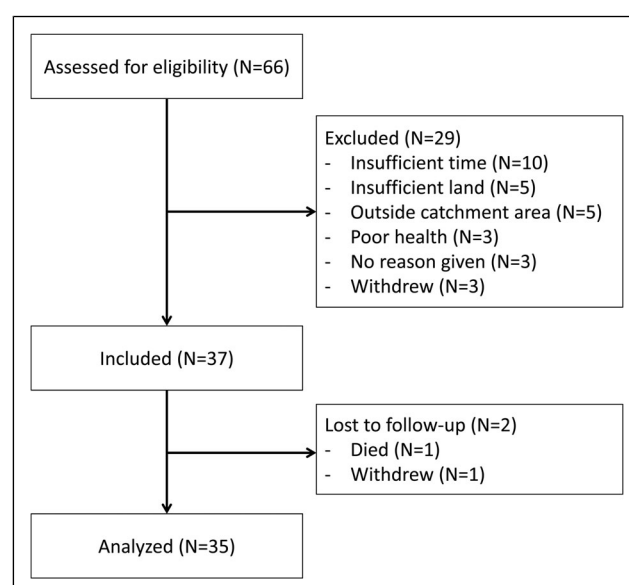 Assessed for eligibility (N=66)
Excluded (N=29)
- Insufficient time (N=10)
- Insufficient land (N=5)
- Outside catchment area (N=5)
- Poor health (N=3)
- No reason given (N=3)
- Withdrew (N=3)
Included (N=37)
Lost to follow-up (N=2)
- Died (N=1)
- Withdrew (N=1)
Analyzed (N=35)